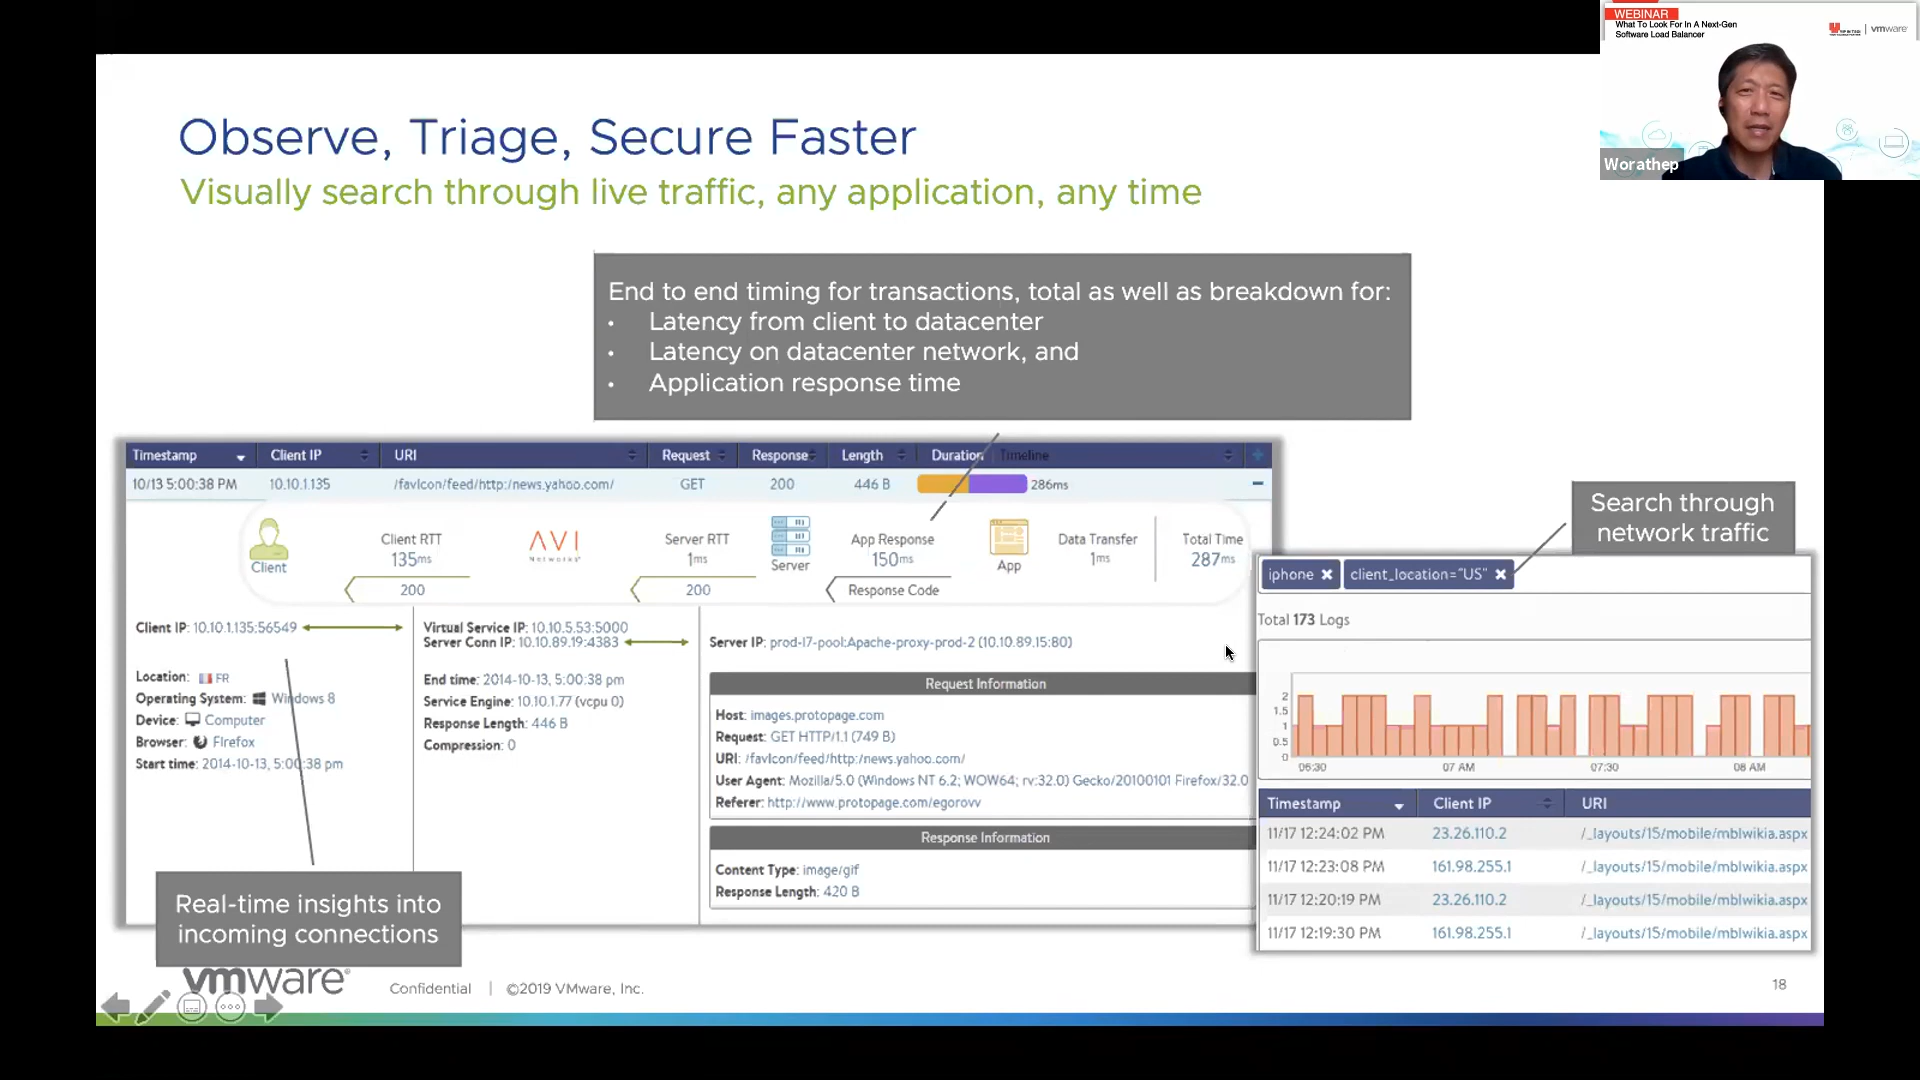 WEBINAR
What To Look For In A Next-Gen
Software Load Balancer
vmware
Worathep
Observe, Triage, Secure Faster
Visually search through live traffic, any application, any time
End to end timing for transactions, total as well as breakdown for:
• Latency from client to datacenter
• Latency on datacenter network, and
• Application response time
Timestamp Client IP URI Request Response Length Duration Timeline
10/13 5:00:38 PM 10.10.1.135 /favicon/feed/http:/news.yahoo.com/ GET 200 446 B 286ms
Client
Client RTT
135ms
200
AVI
Networks
Server RTT
1ms
200
Server
App Response
150ms
Response Code
App
Data Transfer
1ms
Total Time
287ms
Client IP: 10.10.1.135:56549
Location: FR
Operating System: Windows 8
Device: Computer
Browser: Firefox
Start time: 2014-10-13, 5:00:38 pm
Virtual Service IP: 10.10.5.53:5000
Server Conn IP: 10.10.89.19:4383
End time: 2014-10-13, 5:00:38 pm
Service Engine: 10.10.1.77 (vcpu 0)
Response Length: 446 B
Compression: 0
Server IP: prod-l7-pool:Apache-proxy-prod-2 (10.10.89.15:80)
Request Information
Host: images.protopage.com
Request: GET HTTP/1.1 (749 B)
URI: /favicon/feed/http:/news.yahoo.com/
User Agent: Mozilla/5.0 (Windows NT 6.2; WOW64; rv:32.0) Gecko/20100101 Firefox/32.0
Referer: http://www.protopage.com/egorovv
Response Information
Content Type: image/gif
Response Length: 420 B
Real-time insights into
incoming connections
Search through
network traffic
iphone × client_location="US" ×
Total 173 Logs
2
1.5
1
0.5
0
06:30 07 AM 07:30 08 AM
Timestamp Client IP URI
11/17 12:24:02 PM 23.26.110.2 /_layouts/15/mobile/mblwikia.aspx
11/17 12:23:08 PM 161.98.255.1 /_layouts/15/mobile/mblwikia.aspx
11/17 12:20:19 PM 23.26.110.2 /_layouts/15/mobile/mblwikia.aspx
11/17 12:19:30 PM 161.98.255.1 /_layouts/15/mobile/mblwikia.aspx
vmware®
Confidential | ©2019 VMware, Inc.
18